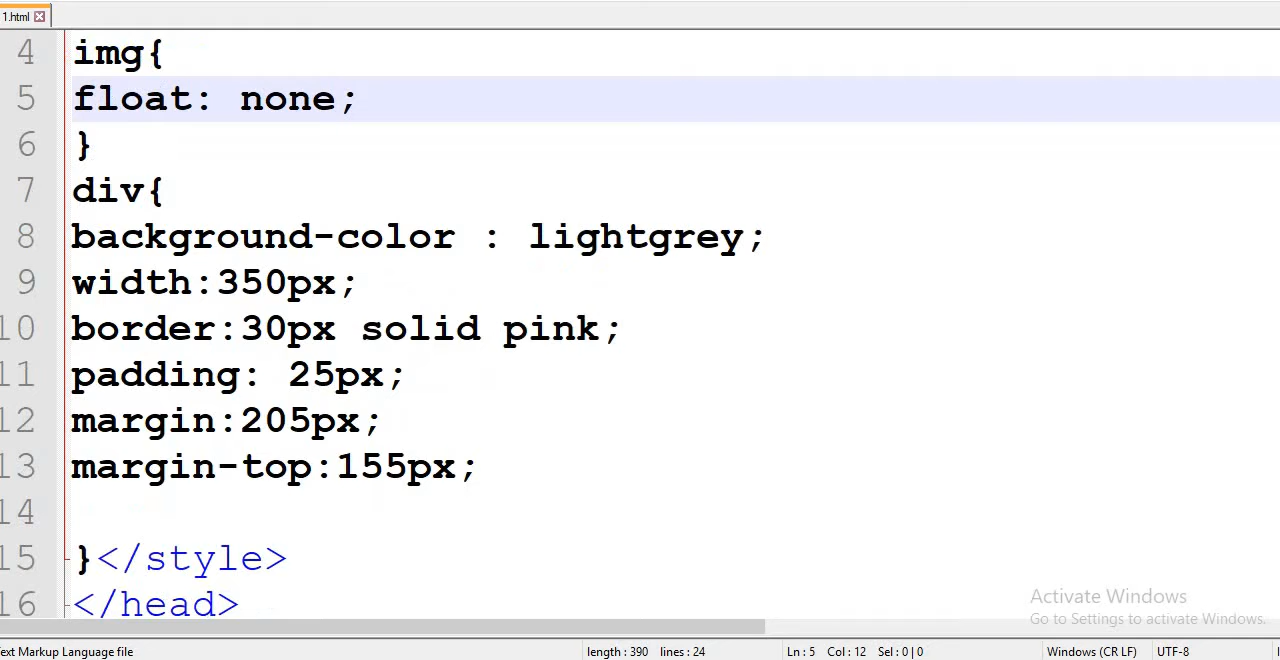 1.html
4 img{
5 float: none;
6 }
7 div{
8 background-color : lightgrey;
9 width:350px;
10 border:30px solid pink;
11 padding: 25px;
12 margin:205px;
13 margin-top:155px;
14
15 }</style>
16 </head>
Activate Windows
Go to Settings to activate Windows.
ext Markup Language file length : 390 lines : 24 Ln : 5 Col : 12 Sel : 0 | 0 Windows (CR LF) UTF-8